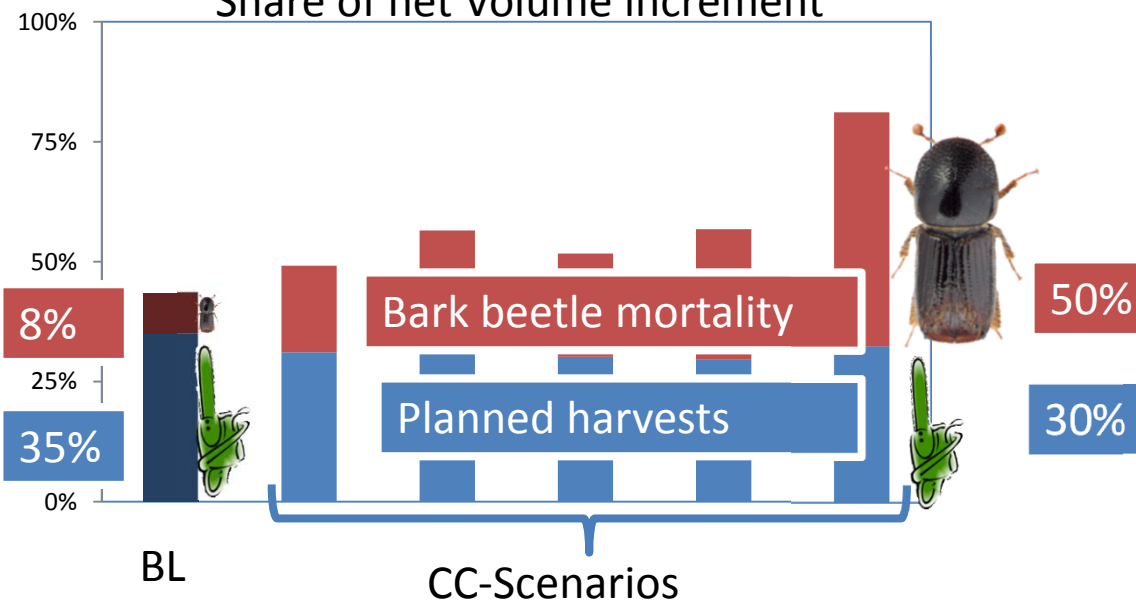 Share of net volume increment
100%
75%
50%
25%
0%
8%
35%
Bark beetle mortality
Planned harvests
50%
30%
BL
CC-Scenarios